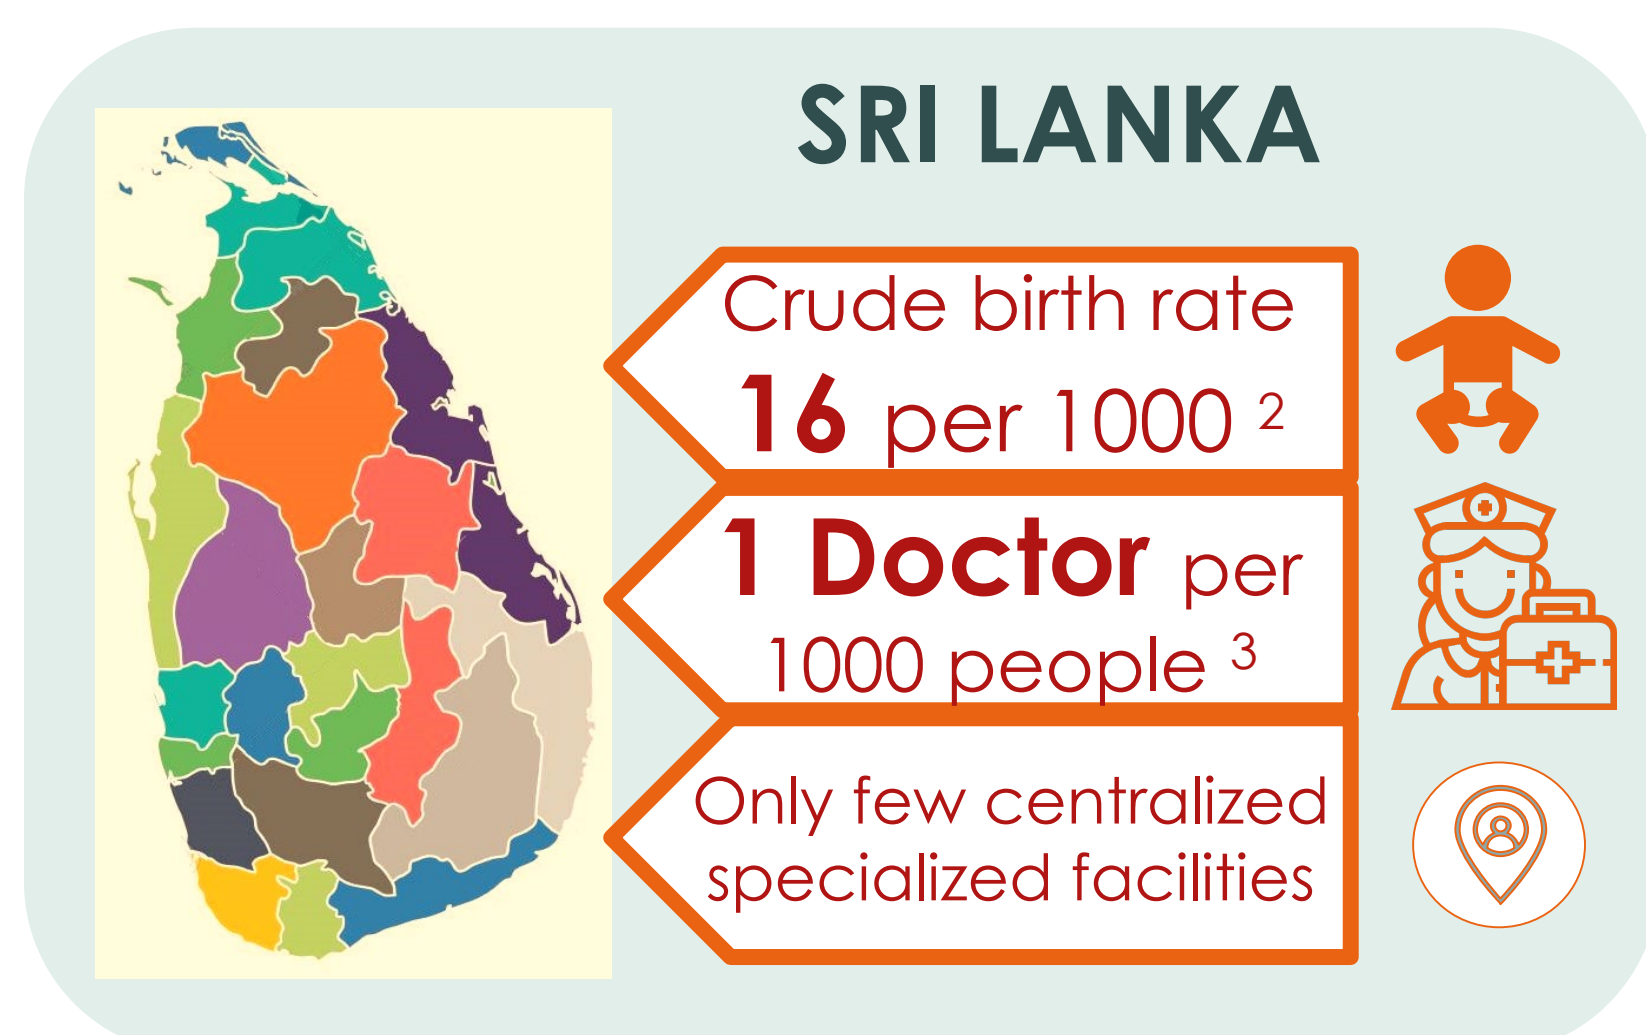 SRI LANKA
Crude birth rate
16 per 1000 ²
1 Doctor per
1000 people ³
Only few centralized
specialized facilities